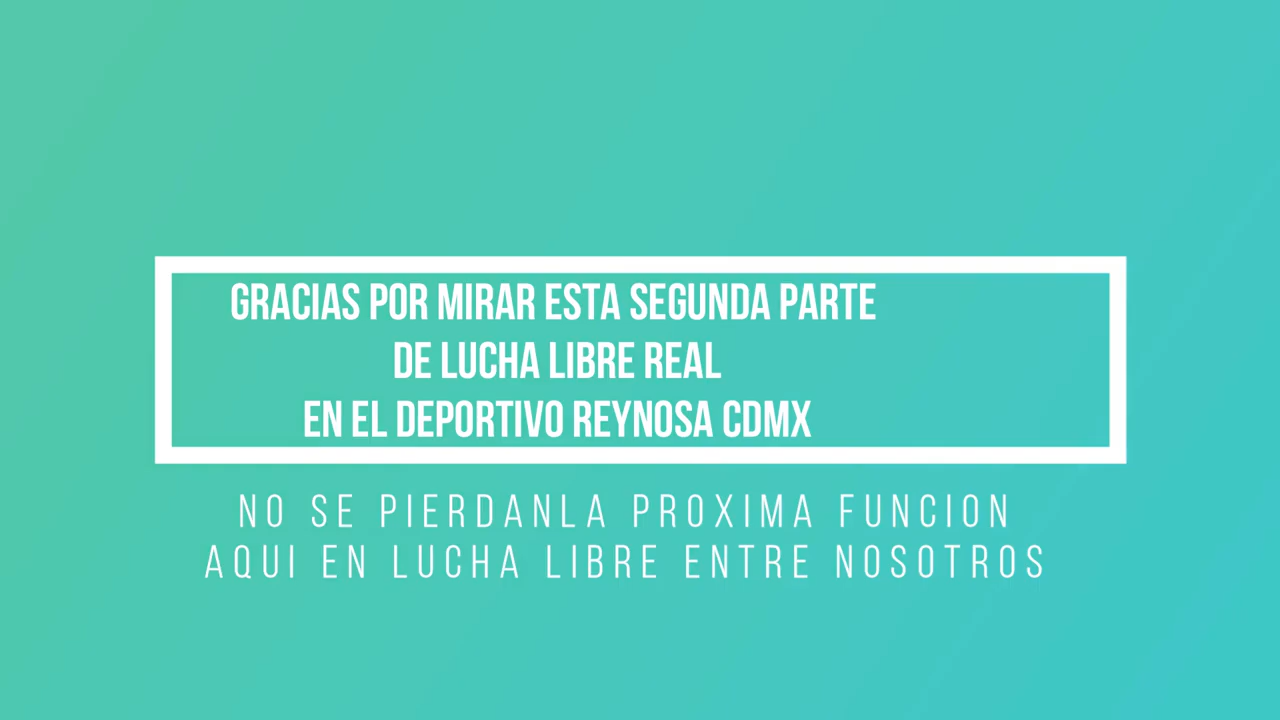 GRACIAS POR MIRAR ESTA SEGUNDA PARTE
DE LUCHA LIBRE REAL
EN EL DEPORTIVO REYNOSA CDMX
NO SE PIERDANLA PROXIMA FUNCION
AQUI EN LUCHA LIBRE ENTRE NOSOTROS